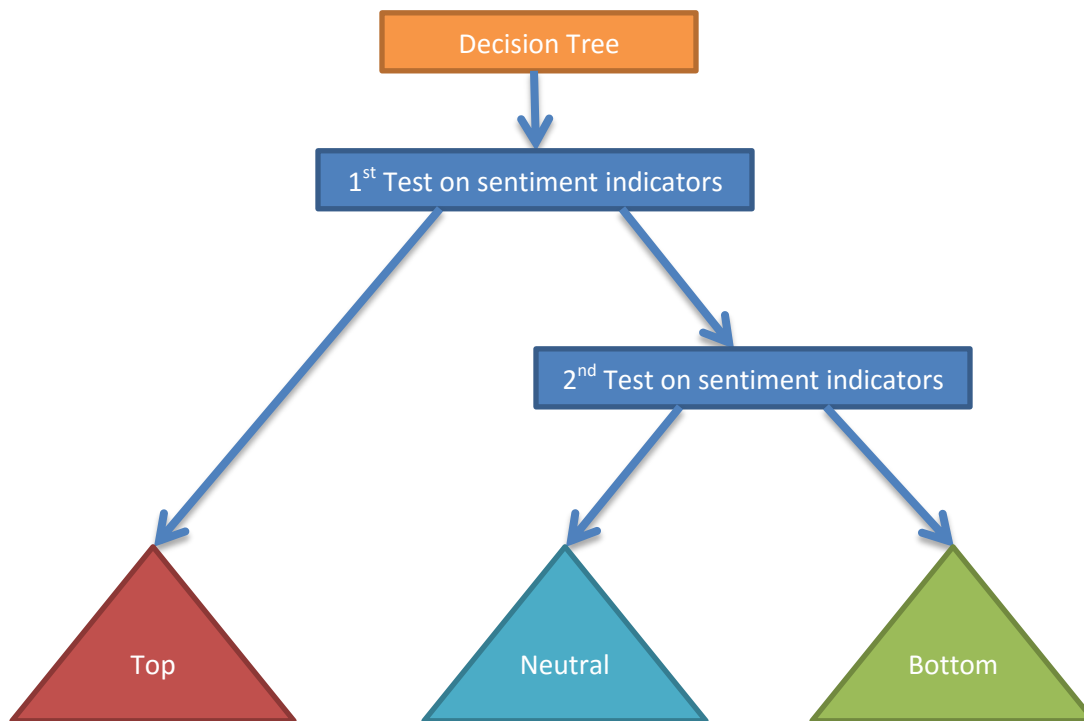 Decision Tree
1st Test on sentiment indicators
2nd Test on sentiment indicators
Top
Neutral
Bottom